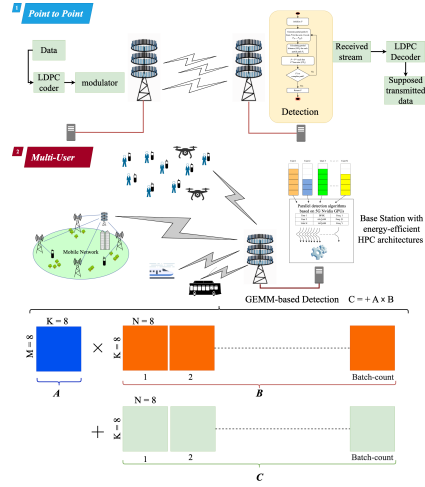 1 Point to Point
Data
LDPC
coder
modulator
Detection
Received
stream
LDPC
Decoder
Supposed
transmitted
data
2 Multi-User
Mobile Network
Parallel detection algorithms
based on 5G Nvidia GPUs
Base Station with
energy-efficient
HPC architectures
GEMM-based Detection C = + A × B
K = 8
M = 8
A
×
N = 8
K = 8
1
2
Batch-count
B
+
N = 8
K = 8
1
2
Batch-count
C